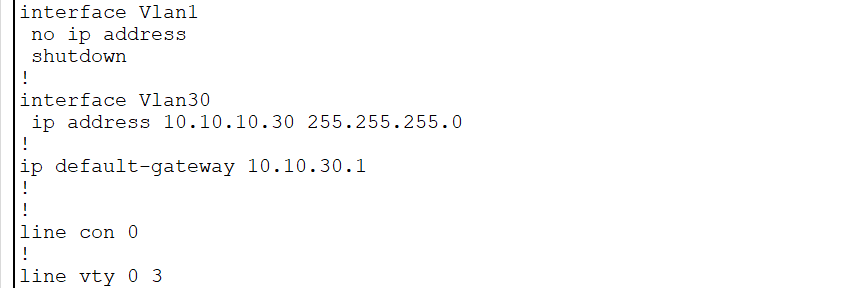 interface Vlan1
no ip address
shutdown
!
interface Vlan30
ip address 10.10.10.30 255.255.255.0
!
ip default-gateway 10.10.30.1
!
!
line con 0
!
line vty 0 3